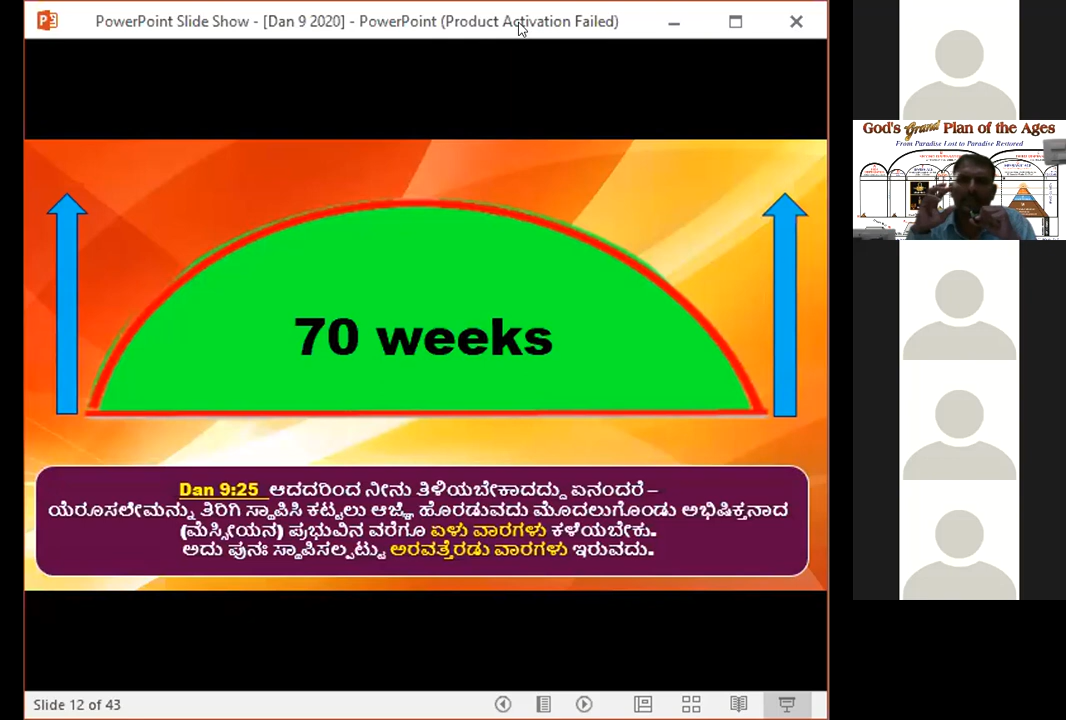 PowerPoint Slide Show - [Dan 9 2020] - PowerPoint (Product Activation Failed)
God's Grand Plan of the Ages
From Paradise Lost to Paradise Restored
70 weeks
Dan 9:25 ಆದದರಿಂದ ನೀನು ತಿಳಿಯಬೇಕಾದದ್ದು ಏನಂದರೆ –
ಯೆರೂಸಲೇಮನ್ನು ತಿರಿಗಿ ಸ್ಥಾಪಿಸಿ ಕಟ್ಟಲು ಆಜ್ಞೆ ಹೊರಡುವದು ಮೊದಲುಗೊಂಡು ಅಭಿಷಿಕ್ತನಾದ
(ಮೆಸ್ಸೀಯನ) ಪ್ರಭುವಿನ ವರೆಗೂ ಏಳು ವಾರಗಳು ಕಳೆಯಬೇಕು.
ಅದು ಪುನಃ ಸ್ಥಾಪಿಸಲ್ಪಟ್ಟು ಅರವತ್ತೆರಡು ವಾರಗಳು ಇರುವದು.
Slide 12 of 43